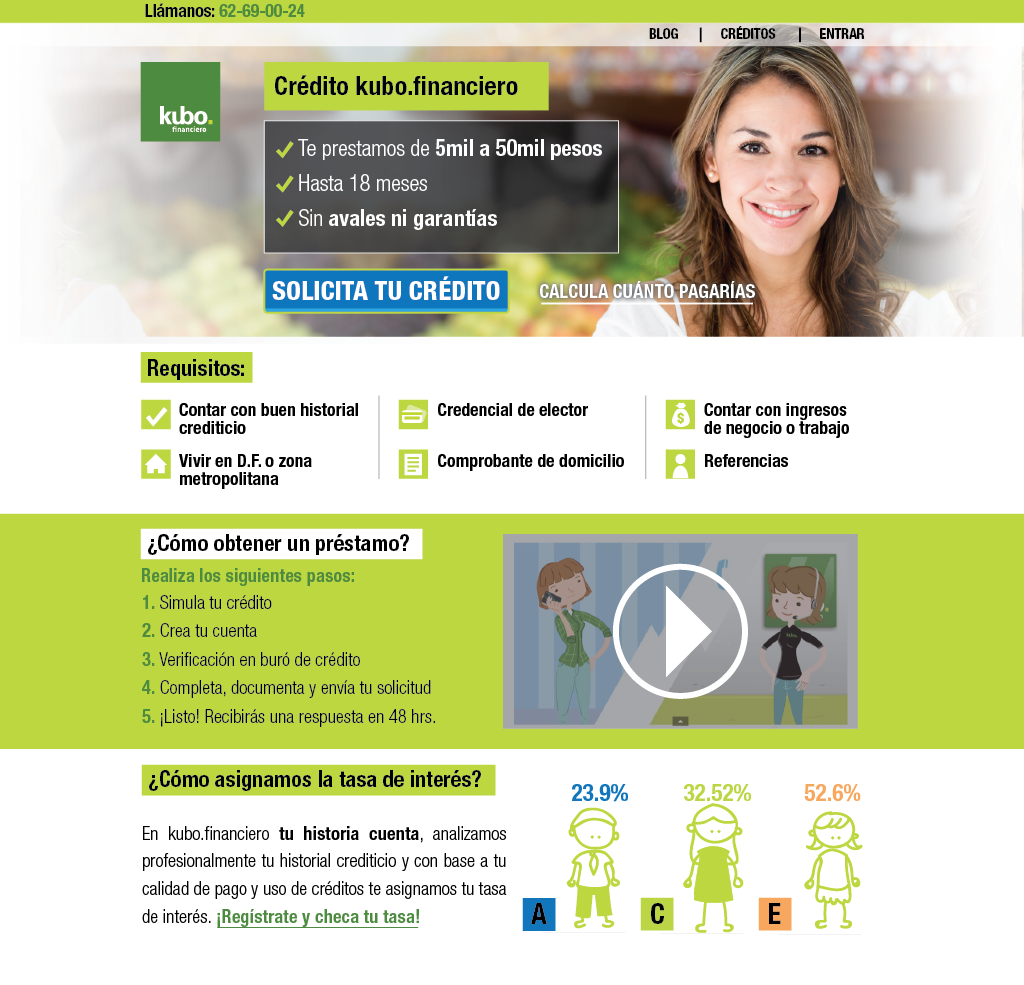 Llámanos: 62-69-00-24
BLOG | CRÉDITOS | ENTRAR
kubo.
financiero
Crédito kubo.financiero
Te prestamos de 5mil a 50mil pesos
Hasta 18 meses
Sin avales ni garantías
SOLICITA TU CRÉDITO
CALCULA CUÁNTO PAGARÍAS
Requisitos:
Contar con buen historial
crediticio
Credencial de elector
Contar con ingresos
de negocio o trabajo
Vivir en D.F. o zona
metropolitana
Comprobante de domicilio
Referencias
¿Cómo obtener un préstamo?
Realiza los siguientes pasos:
1. Simula tu crédito
2. Crea tu cuenta
3. Verificación en buró de crédito
4. Completa, documenta y envía tu solicitud
5. ¡Listo! Recibirás una respuesta en 48 hrs.
kubo
¿Cómo asignamos la tasa de interés?
En kubo.financiero tu historia cuenta, analizamos
profesionalmente tu historial crediticio y con base a tu
calidad de pago y uso de créditos te asignamos tu tasa
de interés. ¡Regístrate y checa tu tasa!
23.9% 32.52% 52.6%
A C E